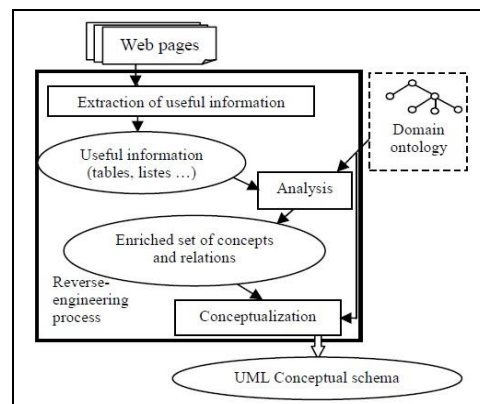 Web pages
Extraction of useful information
Useful information
(tables, listes …)
Domain
ontology
Analysis
Enriched set of concepts
and relations
Reverse-
engineering
process
Conceptualization
UML Conceptual schema